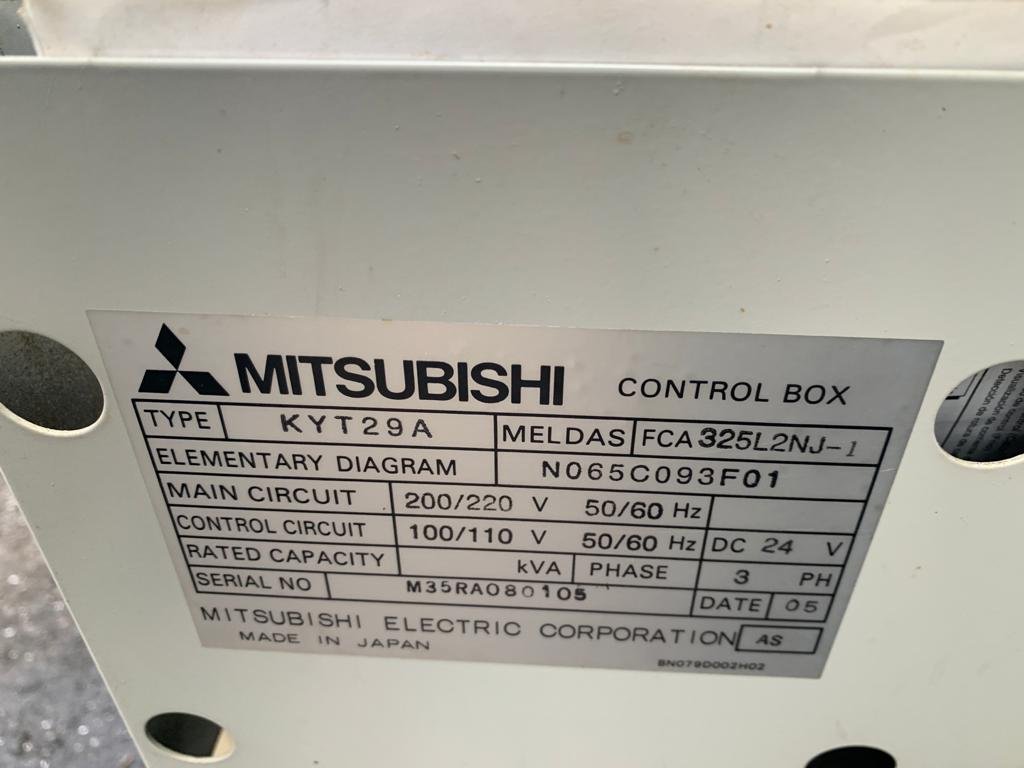 MITSUBISHI CONTROL BOX
TYPE KYT29A MELDAS FCA 325L2NJ-1
ELEMENTARY DIAGRAM N065C093F01
MAIN CIRCUIT 200/220 V 50/60 Hz
CONTROL CIRCUIT 100/110 V 50/60 Hz DC 24 V
RATED CAPACITY kVA PHASE 3 PH
SERIAL NO M35RA080105 DATE 05
MITSUBISHI ELECTRIC CORPORATION AS
MADE IN JAPAN
BN079D002H02